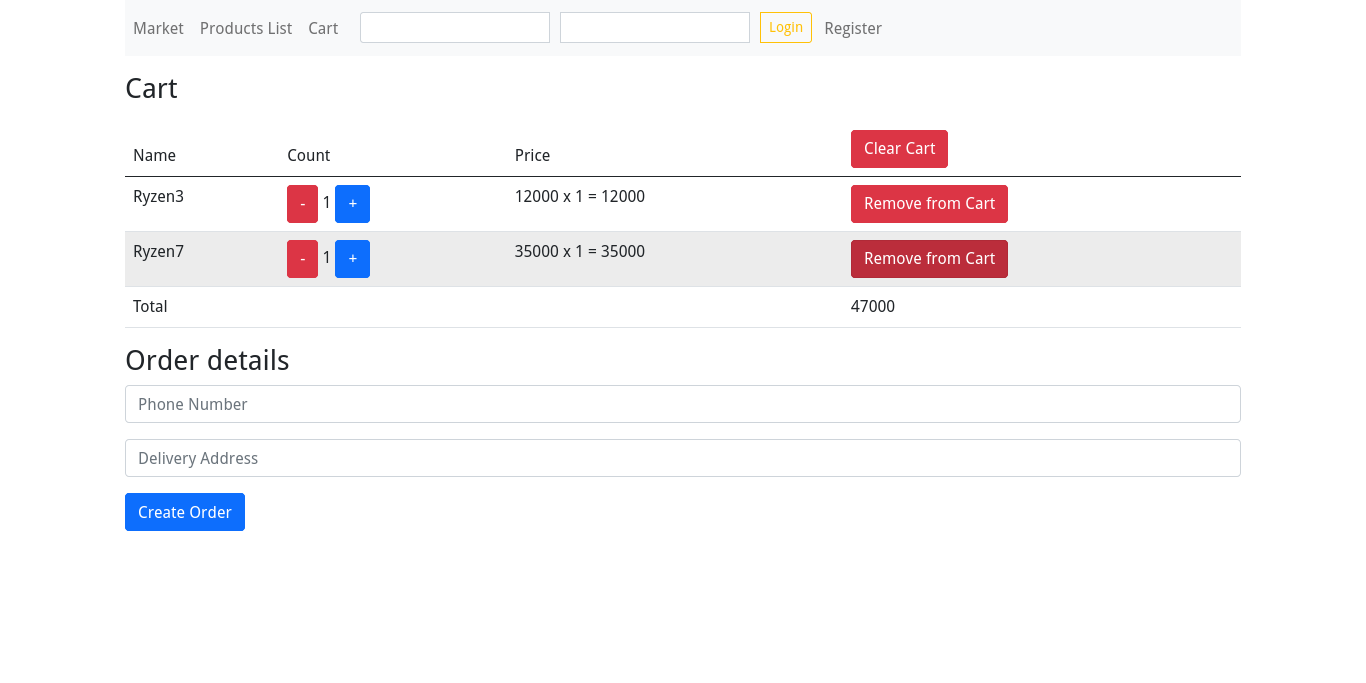 Market Products List Cart Login Register
Cart
Name Count Price Clear Cart
Ryzen3 - 1 + 12000 x 1 = 12000 Remove from Cart
Ryzen7 - 1 + 35000 x 1 = 35000 Remove from Cart
Total 47000
Order details
Phone Number
Delivery Address
Create Order